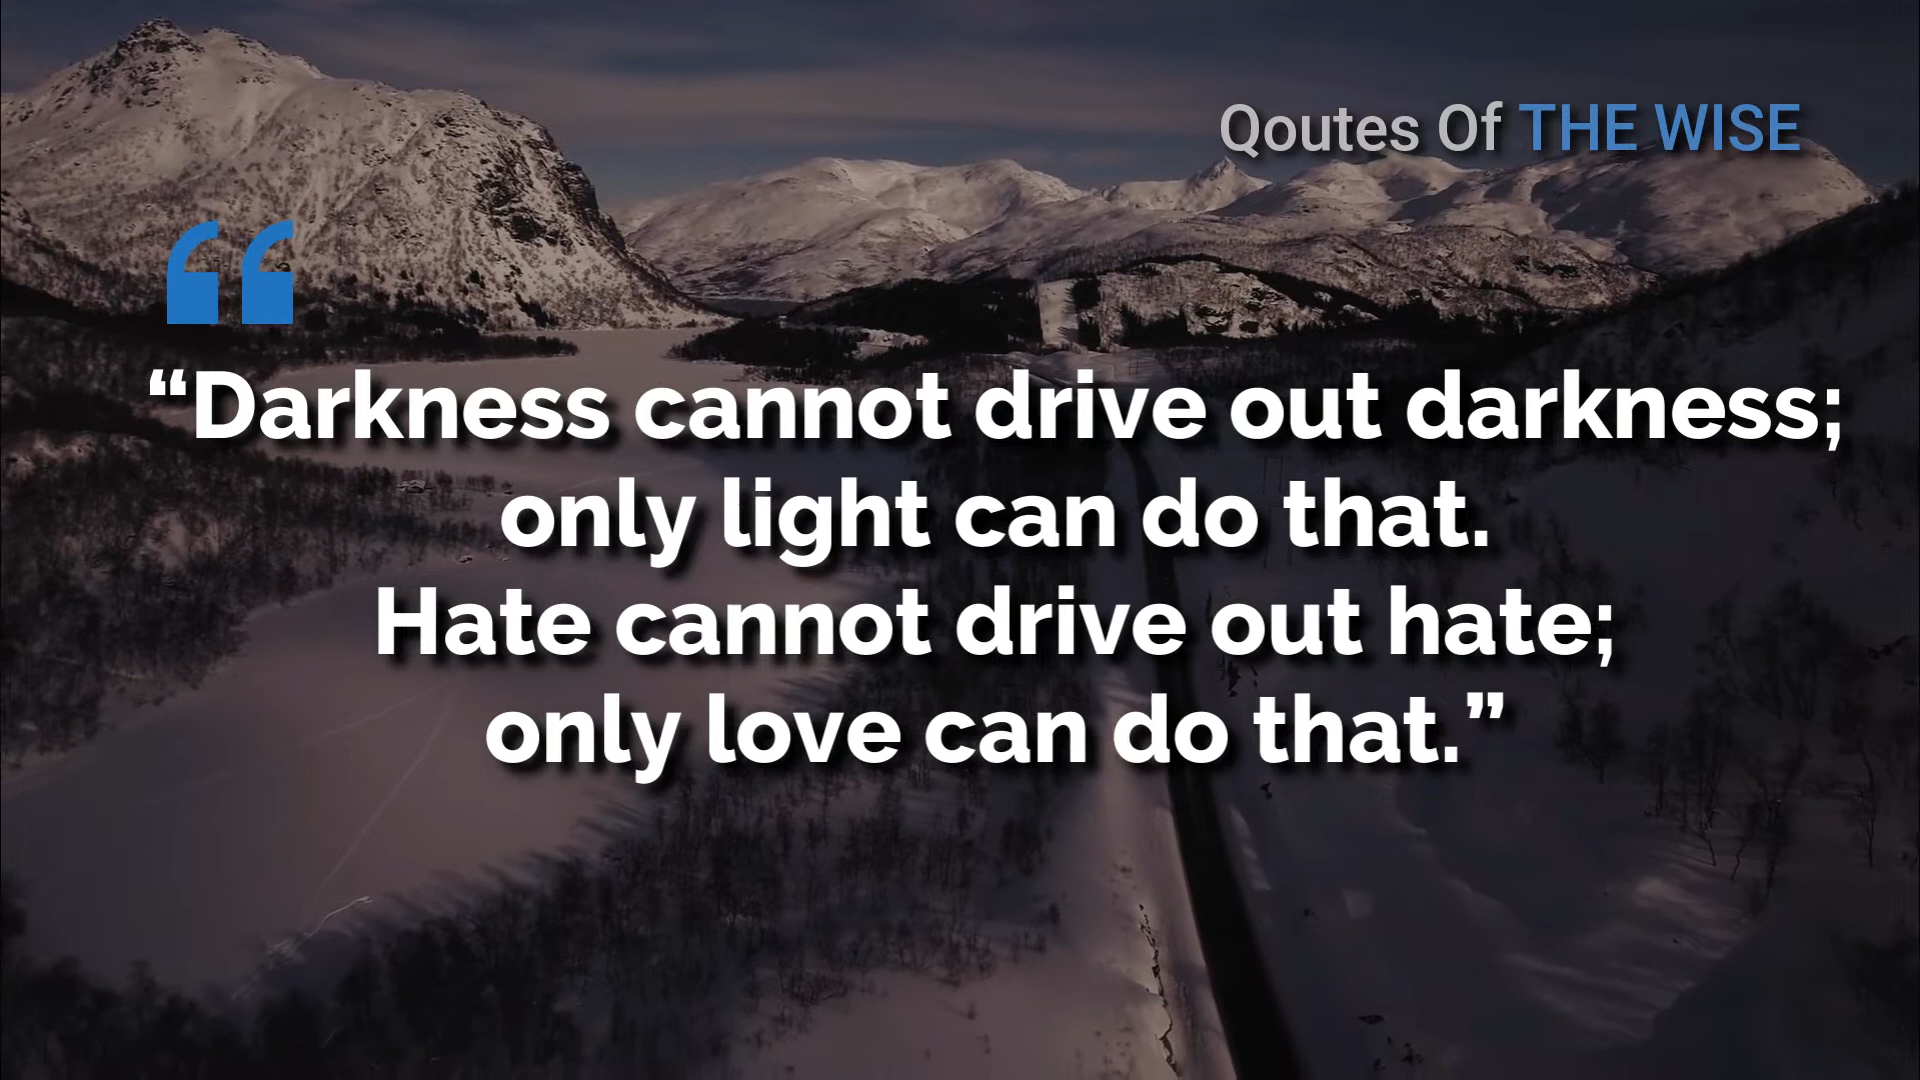 Qoutes Of THE WISE
“Darkness cannot drive out darkness;
only light can do that.
Hate cannot drive out hate;
only love can do that.”